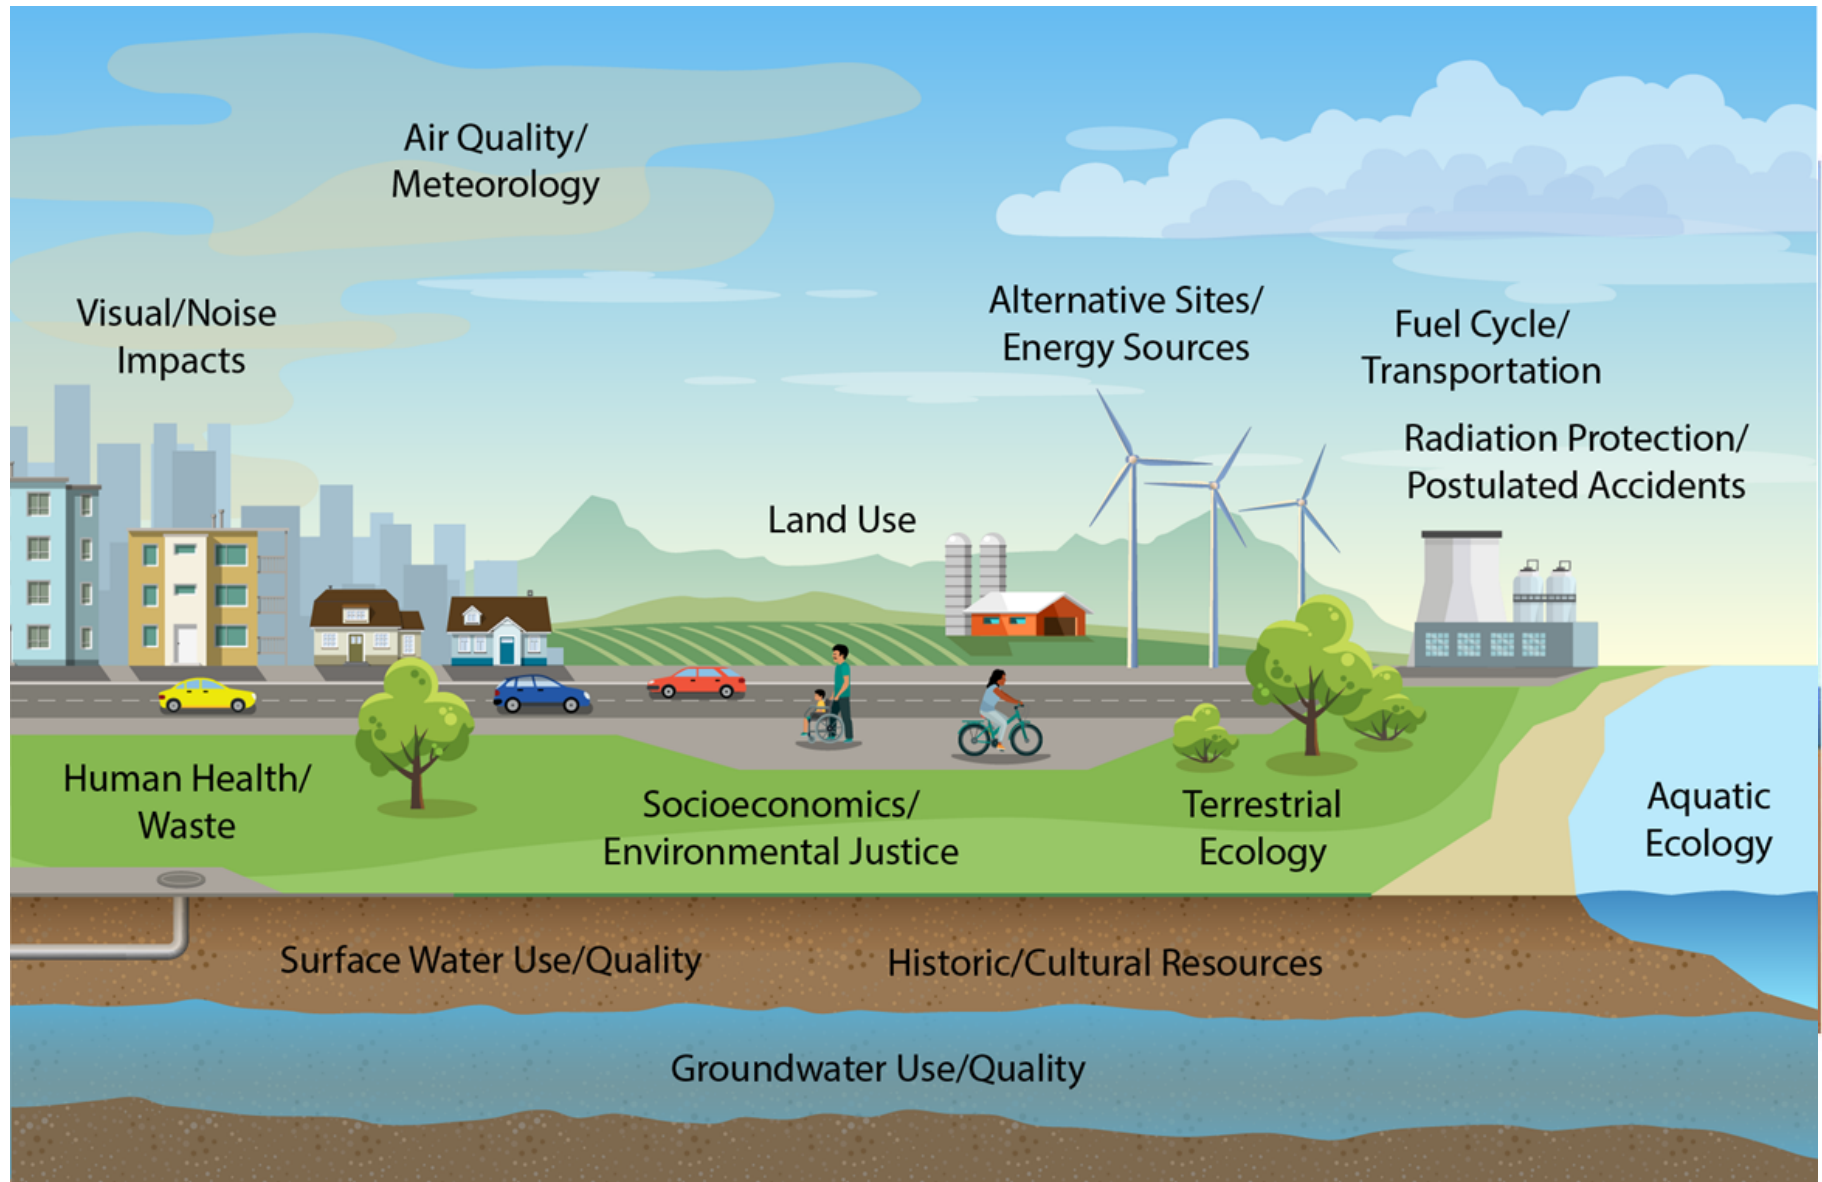 Air Quality/
Meteorology
Visual/Noise
Impacts
Alternative Sites/
Energy Sources
Fuel Cycle/
Transportation
Radiation Protection/
Postulated Accidents
Land Use
Human Health/
Waste
Socioeconomics/
Environmental Justice
Terrestrial
Ecology
Aquatic
Ecology
Surface Water Use/Quality
Historic/Cultural Resources
Groundwater Use/Quality